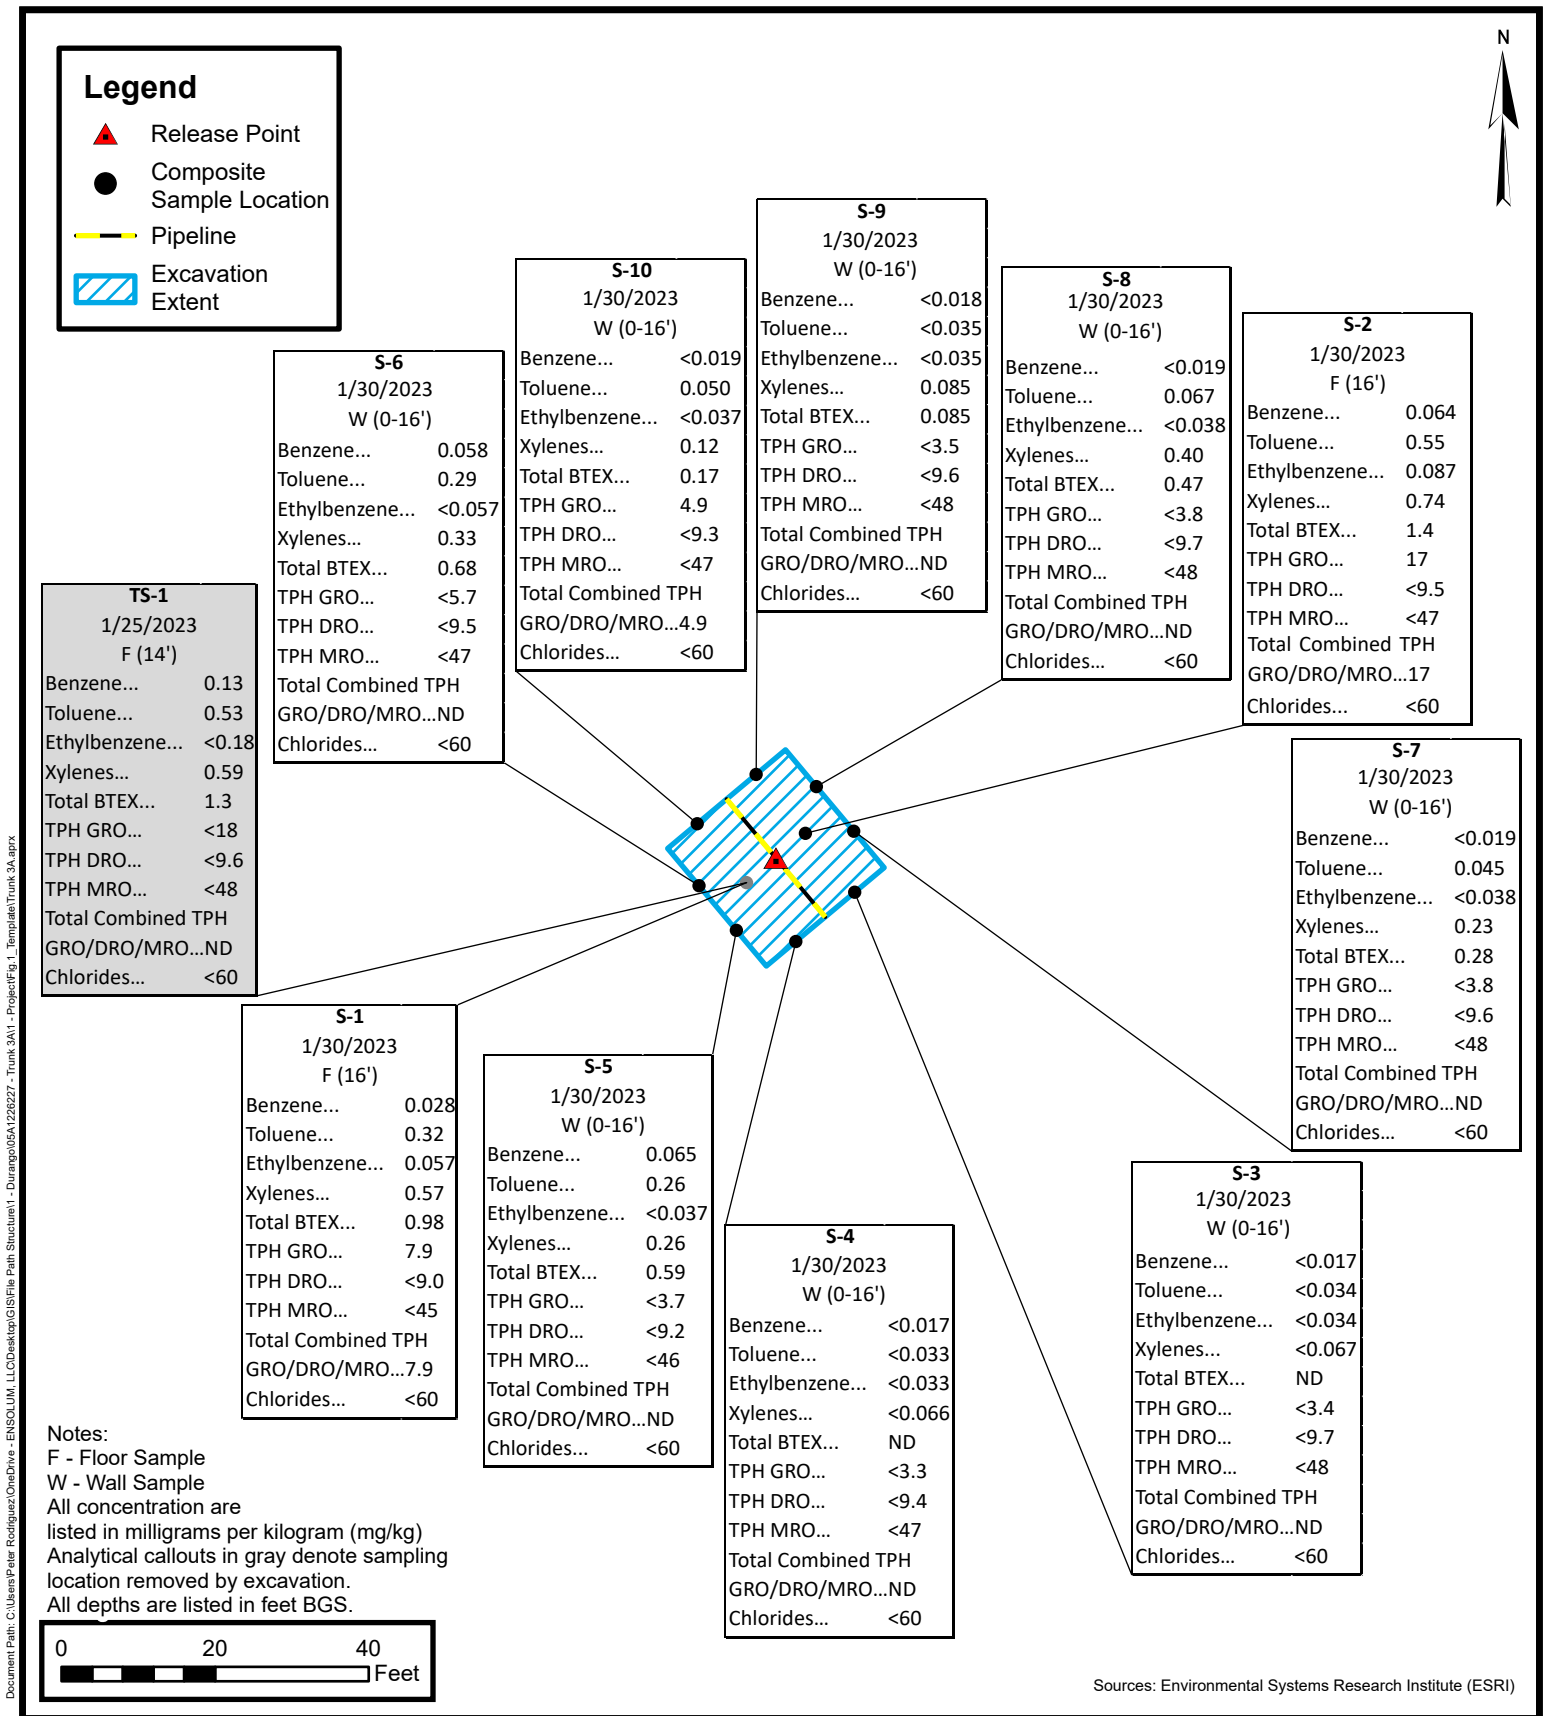 N
Legend
Release Point
Composite
Sample Location
Pipeline
Excavation
Extent
S-9
1/30/2023
W (0-16')
Benzene... <0.018
Toluene... <0.035
Ethylbenzene... <0.035
Xylenes... 0.085
Total BTEX... 0.085
TPH GRO... <3.5
TPH DRO... <9.6
TPH MRO... <48
Total Combined TPH
GRO/DRO/MRO...ND
Chlorides... <60
S-10
1/30/2023
W (0-16')
Benzene... <0.019
Toluene... 0.050
Ethylbenzene... <0.037
Xylenes... 0.12
Total BTEX... 0.17
TPH GRO... 4.9
TPH DRO... <9.3
TPH MRO... <47
Total Combined TPH
GRO/DRO/MRO...4.9
Chlorides... <60
S-8
1/30/2023
W (0-16')
Benzene... <0.019
Toluene... 0.067
Ethylbenzene... <0.038
Xylenes... 0.40
Total BTEX... 0.47
TPH GRO... <3.8
TPH DRO... <9.7
TPH MRO... <48
Total Combined TPH
GRO/DRO/MRO...ND
Chlorides... <60
S-2
1/30/2023
F (16')
Benzene... 0.064
Toluene... 0.55
Ethylbenzene... 0.087
Xylenes... 0.74
Total BTEX... 1.4
TPH GRO... 17
TPH DRO... <9.5
TPH MRO... <47
Total Combined TPH
GRO/DRO/MRO...17
Chlorides... <60
S-6
1/30/2023
W (0-16')
Benzene... 0.058
Toluene... 0.29
Ethylbenzene... <0.057
Xylenes... 0.33
Total BTEX... 0.68
TPH GRO... <5.7
TPH DRO... <9.5
TPH MRO... <47
Total Combined TPH
GRO/DRO/MRO...ND
Chlorides... <60
TS-1
1/25/2023
F (14')
Benzene... 0.13
Toluene... 0.53
Ethylbenzene... <0.18
Xylenes... 0.59
Total BTEX... 1.3
TPH GRO... <18
TPH DRO... <9.6
TPH MRO... <48
Total Combined TPH
GRO/DRO/MRO...ND
Chlorides... <60
S-7
1/30/2023
W (0-16')
Benzene... <0.019
Toluene... 0.045
Ethylbenzene... <0.038
Xylenes... 0.23
Total BTEX... 0.28
TPH GRO... <3.8
TPH DRO... <9.6
TPH MRO... <48
Total Combined TPH
GRO/DRO/MRO...ND
Chlorides... <60
S-1
1/30/2023
F (16')
Benzene... 0.028
Toluene... 0.32
Ethylbenzene... 0.057
Xylenes... 0.57
Total BTEX... 0.98
TPH GRO... 7.9
TPH DRO... <9.0
TPH MRO... <45
Total Combined TPH
GRO/DRO/MRO...7.9
Chlorides... <60
S-5
1/30/2023
W (0-16')
Benzene... 0.065
Toluene... 0.26
Ethylbenzene... <0.037
Xylenes... 0.26
Total BTEX... 0.59
TPH GRO... <3.7
TPH DRO... <9.2
TPH MRO... <46
Total Combined TPH
GRO/DRO/MRO...ND
Chlorides... <60
S-4
1/30/2023
W (0-16')
Benzene... <0.017
Toluene... <0.033
Ethylbenzene... <0.033
Xylenes... <0.066
Total BTEX... ND
TPH GRO... <3.3
TPH DRO... <9.4
TPH MRO... <47
Total Combined TPH
GRO/DRO/MRO...ND
Chlorides... <60
S-3
1/30/2023
W (0-16')
Benzene... <0.017
Toluene... <0.034
Ethylbenzene... <0.034
Xylenes... <0.067
Total BTEX... ND
TPH GRO... <3.4
TPH DRO... <9.7
TPH MRO... <48
Total Combined TPH
GRO/DRO/MRO...ND
Chlorides... <60
Notes:
F - Floor Sample
W - Wall Sample
All concentration are
listed in milligrams per kilogram (mg/kg)
Analytical callouts in gray denote sampling
location removed by excavation.
All depths are listed in feet BGS.
0 20 40
Feet
Sources: Environmental Systems Research Institute (ESRI)
Document Path: C:\Users\Peter Rodriguez\OneDrive - ENSOLUM, LLC\Desktop\GIS\File Path Structure\1 - Durango\05A1226227 - Trunk 3A\1 - Project\Fig.1_Template\Trunk 3A.aprx